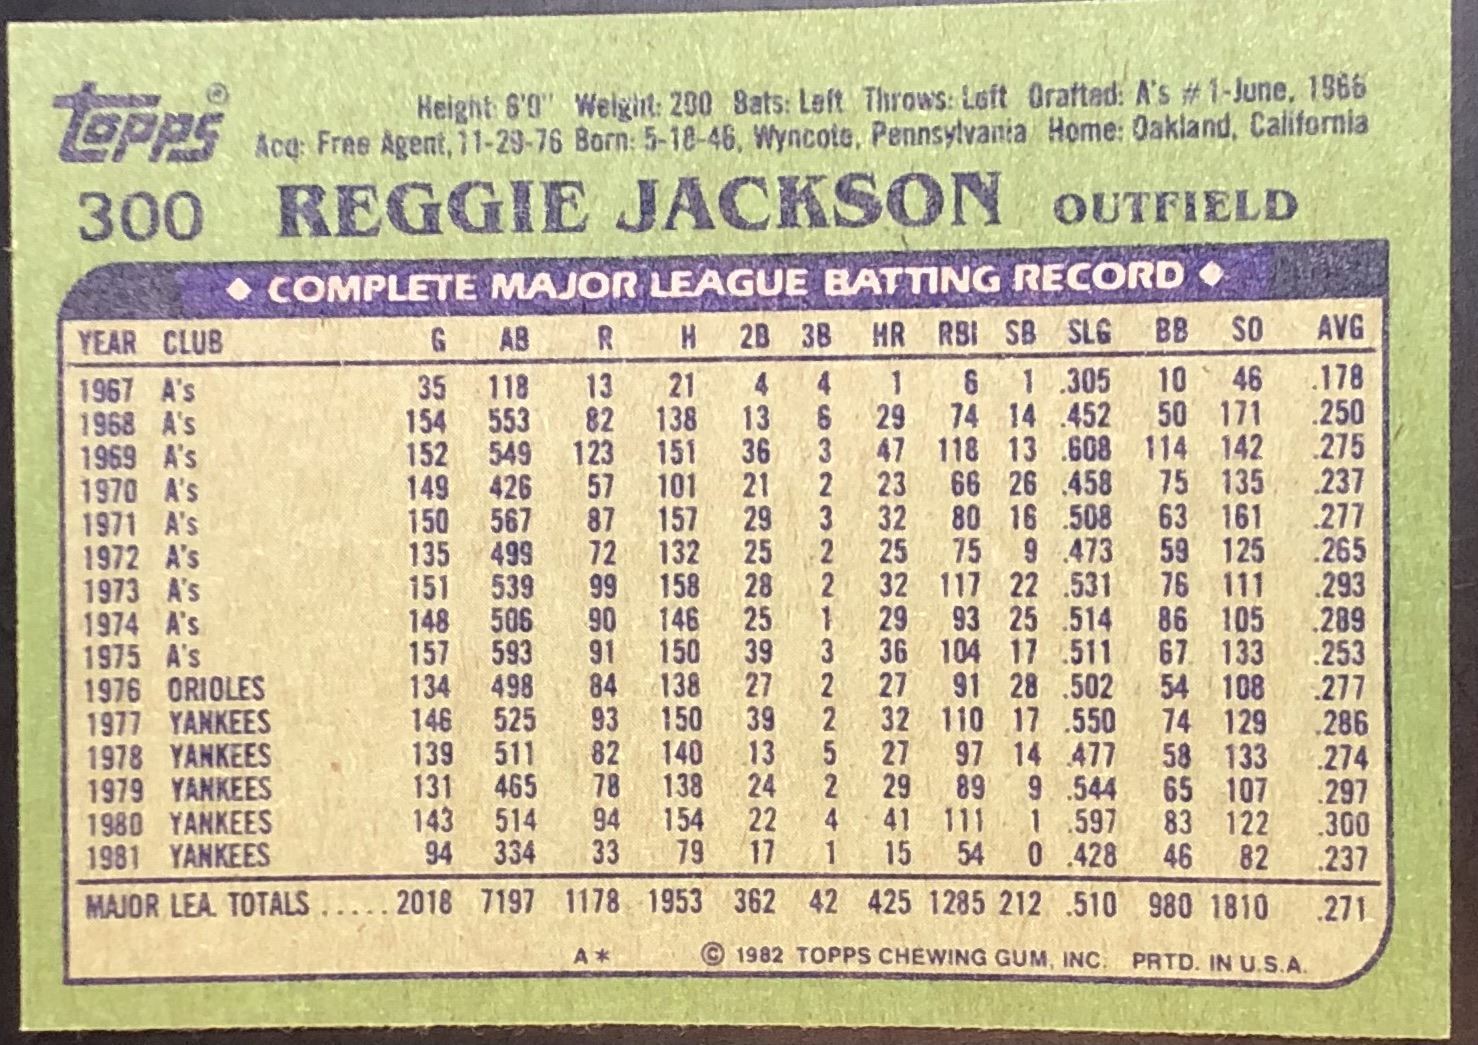 Topps®
Height: 6'0" Weight: 200 Bats: Left Throws: Left Drafted: A's #1-June, 1966
Acq: Free Agent, 11-29-76 Born: 5-18-46, Wyncote, Pennsylvania Home: Oakland, California
300 REGGIE JACKSON OUTFIELD
◆ COMPLETE MAJOR LEAGUE BATTING RECORD ◆
YEAR CLUB G AB R H 2B 3B HR RBI SB SLG BB SO AVG
1967 A's 35 118 13 21 4 4 1 6 1 .305 10 46 .178
1968 A's 154 553 82 138 13 6 29 74 14 .452 50 171 .250
1969 A's 152 549 123 151 36 3 47 118 13 .608 114 142 .275
1970 A's 149 426 57 101 21 2 23 66 26 .458 75 135 .237
1971 A's 150 567 87 157 29 3 32 80 16 .508 63 161 .277
1972 A's 135 499 72 132 25 2 25 75 9 .473 59 125 .265
1973 A's 151 539 99 158 28 2 32 117 22 .531 76 111 .293
1974 A's 148 506 90 146 25 1 29 93 25 .514 86 105 .289
1975 A's 157 593 91 150 39 3 36 104 17 .511 67 133 .253
1976 ORIOLES 134 498 84 138 27 2 27 91 28 .502 54 108 .277
1977 YANKEES 146 525 93 150 39 2 32 110 17 .550 74 129 .286
1978 YANKEES 139 511 82 140 13 5 27 97 14 .477 58 133 .274
1979 YANKEES 131 465 78 138 24 2 29 89 9 .544 65 107 .297
1980 YANKEES 143 514 94 154 22 4 41 111 1 .597 83 122 .300
1981 YANKEES 94 334 33 79 17 1 15 54 0 .428 46 82 .237
MAJOR LEA. TOTALS ..... 2018 7197 1178 1953 362 42 425 1285 212 .510 980 1810 .271
A* © 1982 TOPPS CHEWING GUM, INC. PRTD. IN U.S.A.